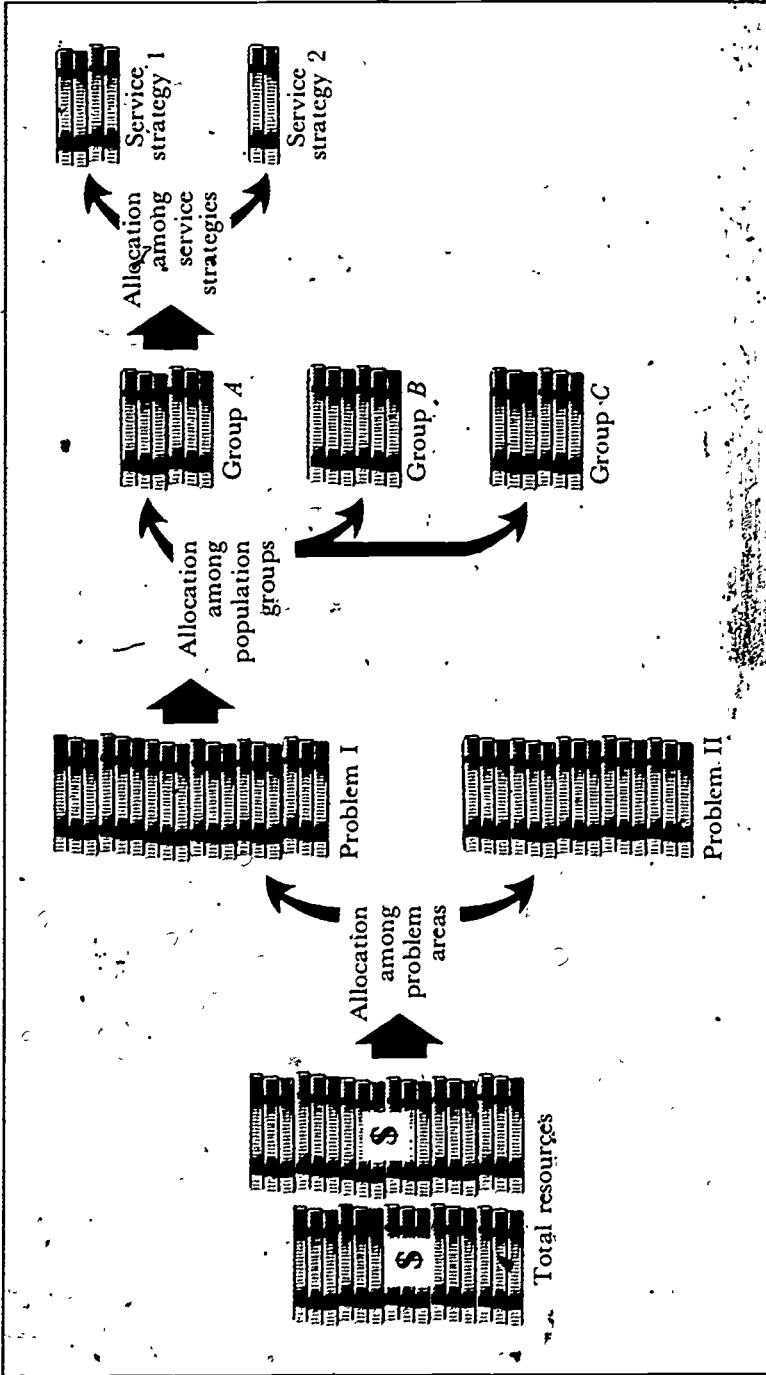 $
$
Total resources
Allocation
among
problem
areas
Problem I
Problem II
Allocation
among
population
groups
Group A
Group B
Group C
Allocation
among
service
strategies
Service
strategy 1
Service
strategy 2